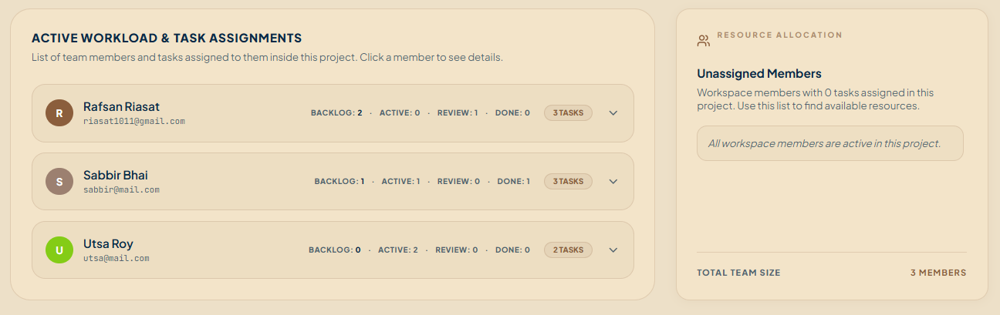 ACTIVE WORKLOAD & TASK ASSIGNMENTS
List of team members and tasks assigned to them inside this project. Click a member to see details.
R
Rafsan Riasat
riasat1011@gmail.com
BACKLOG: 2 · ACTIVE: 0 · REVIEW: 1 · DONE: 0
3 TASKS
S
Sabbir Bhai
sabbir@mail.com
BACKLOG: 1 · ACTIVE: 1 · REVIEW: 0 · DONE: 1
3 TASKS
U
Utsa Roy
utsa@mail.com
BACKLOG: 0 · ACTIVE: 2 · REVIEW: 0 · DONE: 0
2 TASKS
RESOURCE ALLOCATION
Unassigned Members
Workspace members with 0 tasks assigned in this
project. Use this list to find available resources.
All workspace members are active in this project.
TOTAL TEAM SIZE
3 MEMBERS